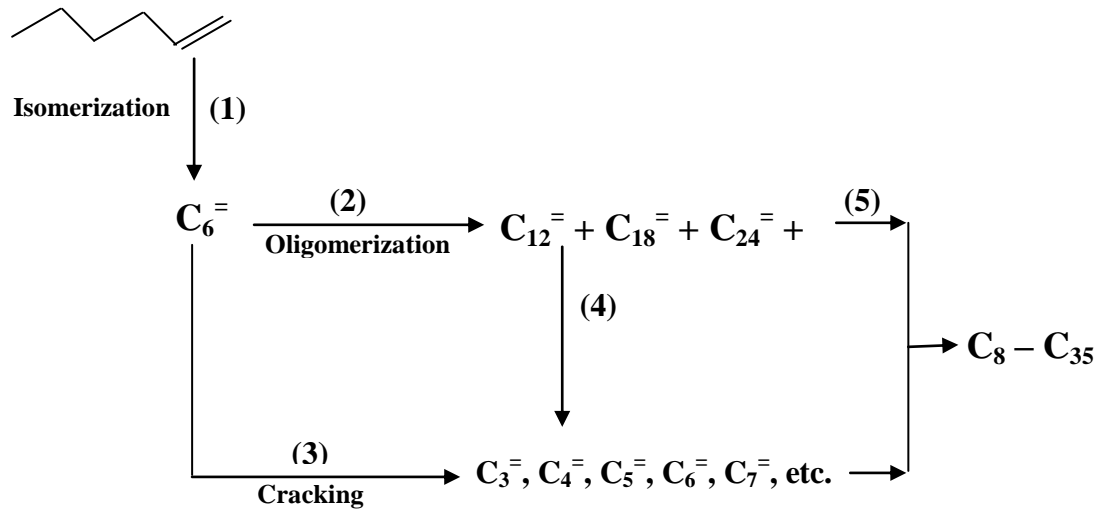 Isomerization (1)
C₆⁼ (2) C₁₂⁼ + C₁₈⁼ + C₂₄⁼ + (5)
Oligomerization
(4)
C₈ – C₃₅
(3) C₃⁼, C₄⁼, C₅⁼, C₆⁼, C₇⁼, etc.
Cracking